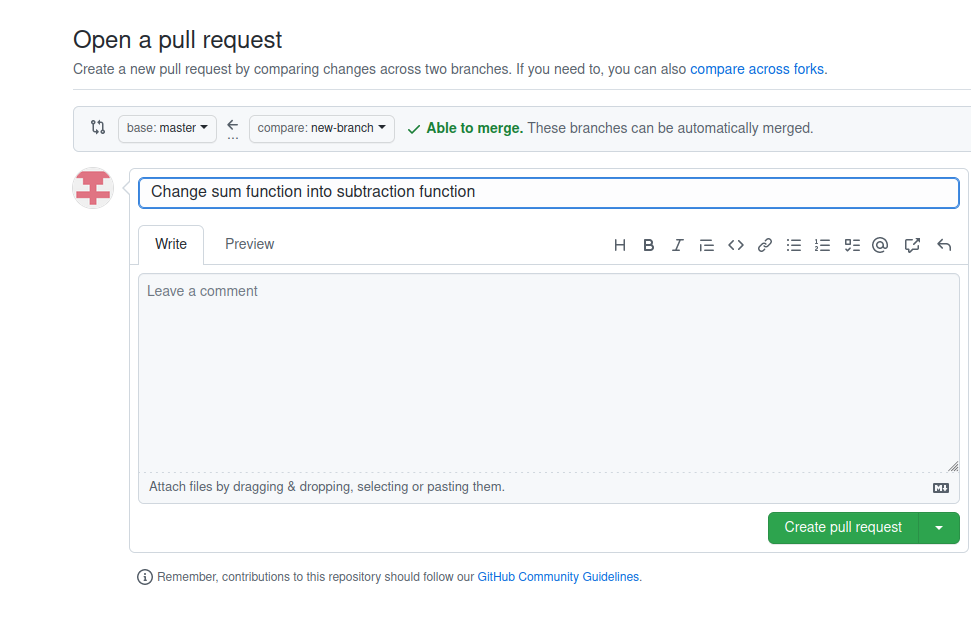 Open a pull request
Create a new pull request by comparing changes across two branches. If you need to, you can also compare across forks.
base: master
...
compare: new-branch
Able to merge. These branches can be automatically merged.
Change sum function into subtraction function
Write Preview
Leave a comment
Attach files by dragging & dropping, selecting or pasting them.
Create pull request
Remember, contributions to this repository should follow our GitHub Community Guidelines.